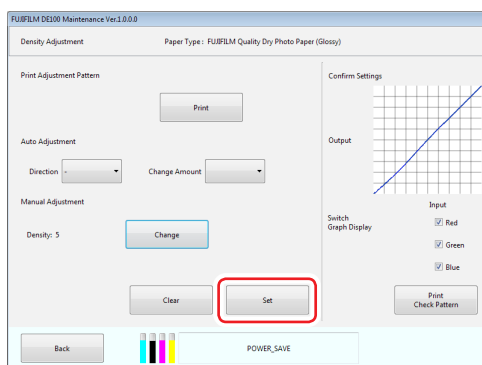 FUJIFILM DE100 Maintenance Ver.1.0.0.0
Density Adjustment
Paper Type : FUJIFILM Quality Dry Photo Paper (Glossy)
Print Adjustment Pattern
Print
Auto Adjustment
Direction -
Change Amount
Manual Adjustment
Density: 5
Change
Clear
Set
Confirm Settings
Output
Input
Switch
Graph Display
Red
Green
Blue
Print
Check Pattern
Back
POWER_SAVE